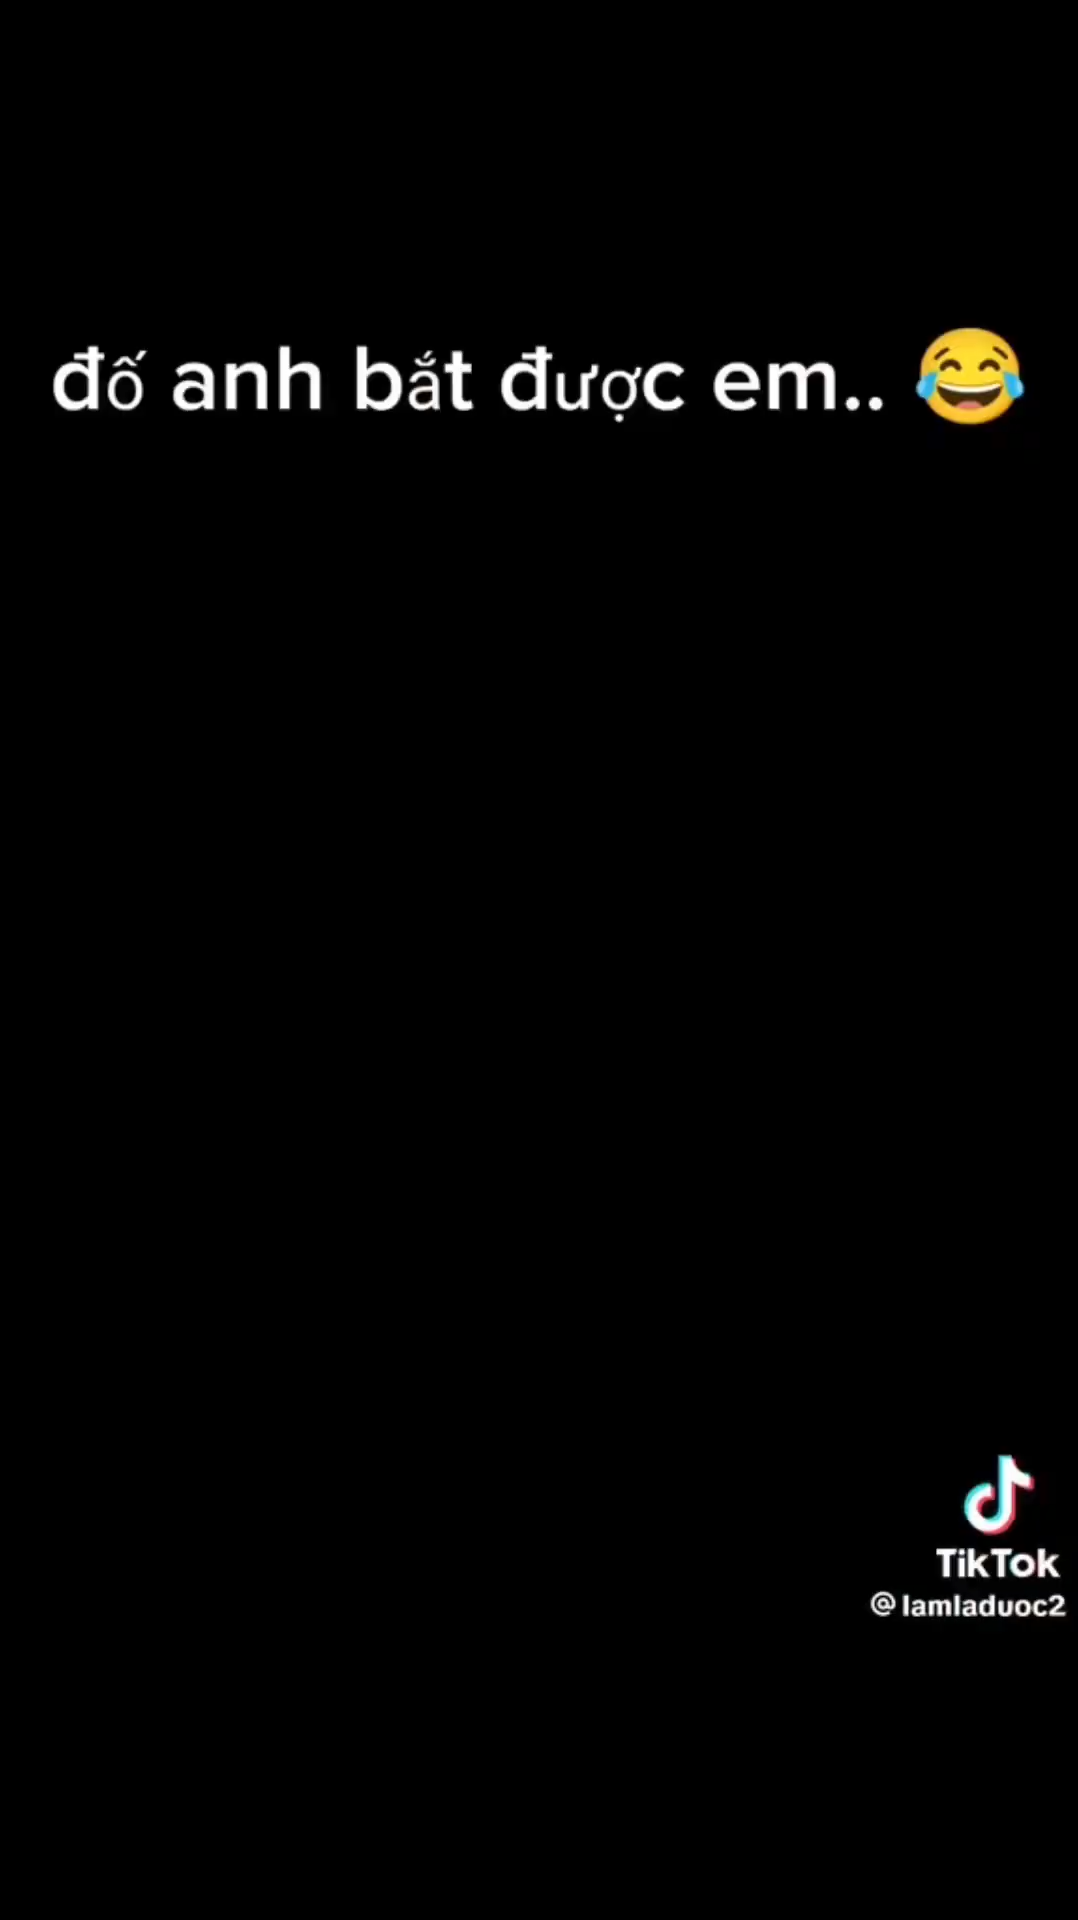 đố anh bắt được em.. 😂
TikTok
@lamladuoc2